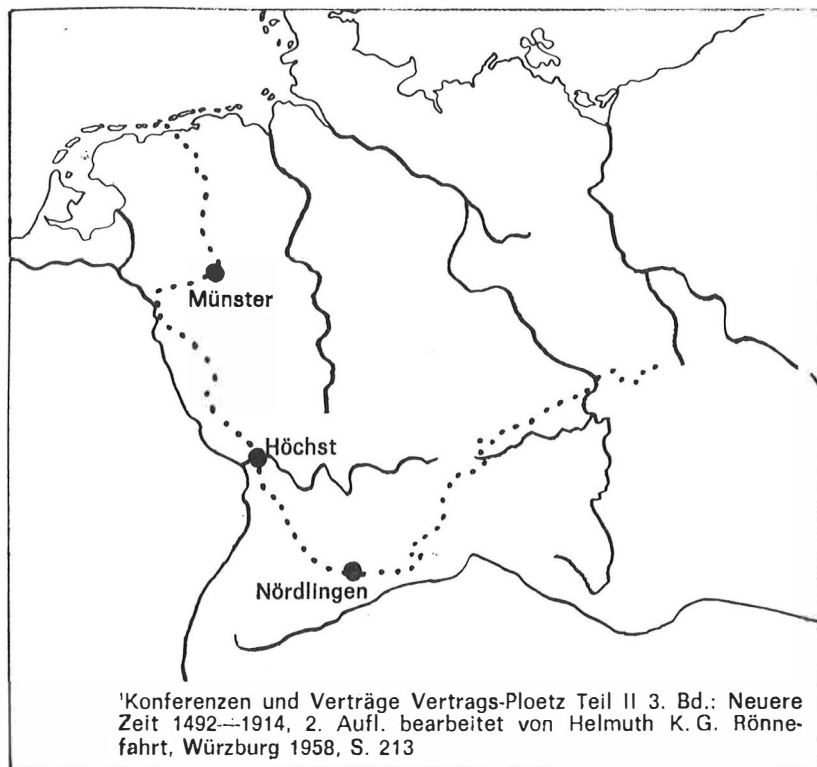 Münster
Höchst
Nördlingen
¹Konferenzen und Verträge Vertrags-Ploetz Teil II 3. Bd.: Neuere
Zeit 1492—1914, 2. Aufl. bearbeitet von Helmuth K. G. Rönne-
fahrt, Würzburg 1958, S. 213